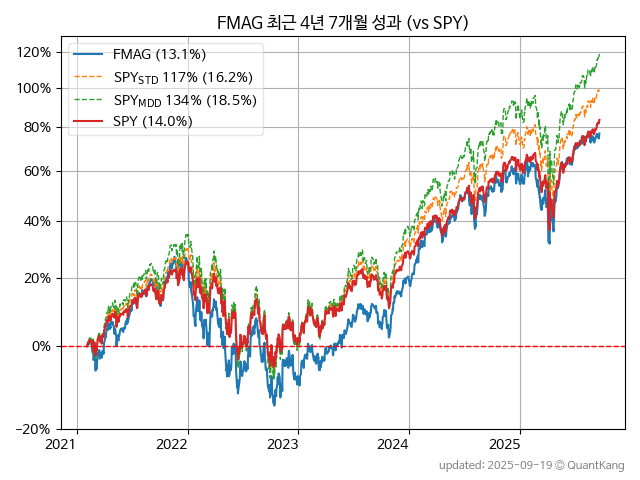 FMAG 최근 4년 7개월 성과 (vs SPY)
FMAG (13.1%)
SPY_STD 117% (16.2%)
SPY_MDD 134% (18.5%)
SPY (14.0%)
120%
100%
80%
60%
40%
20%
0%
−20%
2021 2022 2023 2024 2025
updated: 2025-09-19 © QuantKang